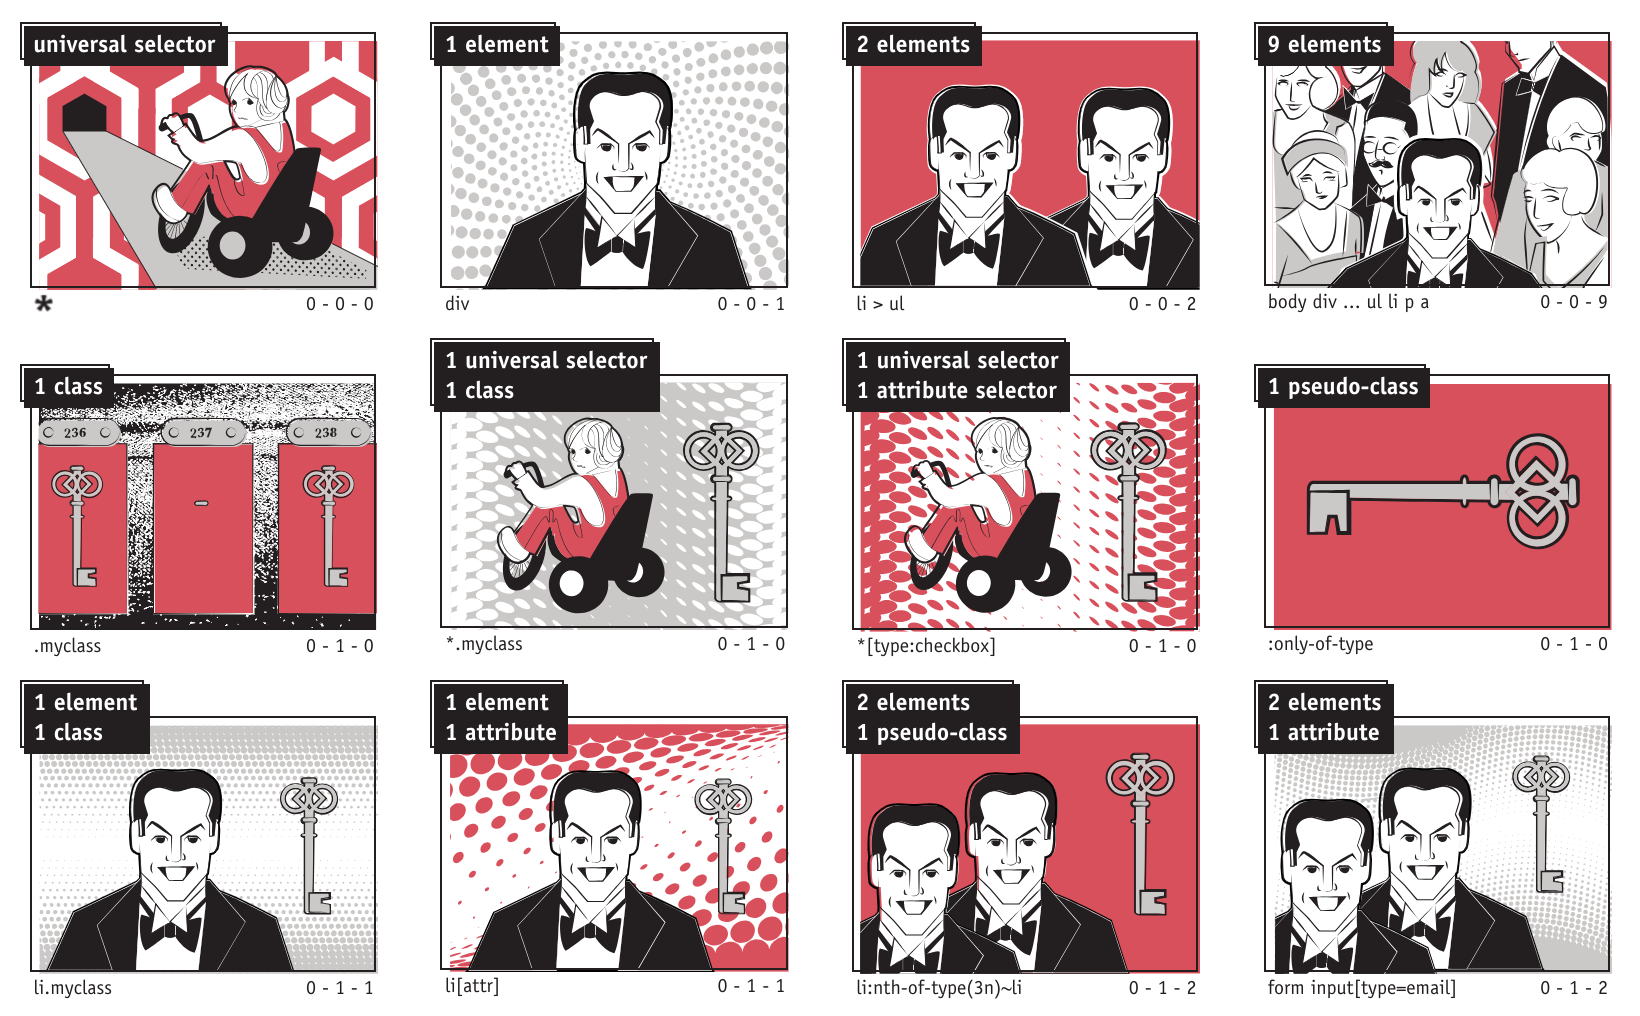 universal selector
*
0 - 0 - 0
1 element
div
0 - 0 - 1
2 elements
li > ul
0 - 0 - 2
9 elements
body div ... ul li p a
0 - 0 - 9
1 class
236
237
238
.myclass
0 - 1 - 0
1 universal selector
1 class
*.myclass
0 - 1 - 0
1 universal selector
1 attribute selector
*[type:checkbox]
0 - 1 - 0
1 pseudo-class
:only-of-type
0 - 1 - 0
1 element
1 class
li.myclass
0 - 1 - 1
1 element
1 attribute
li[attr]
0 - 1 - 1
2 elements
1 pseudo-class
li:nth-of-type(3n)~li
0 - 1 - 2
2 elements
1 attribute
form input[type=email]
0 - 1 - 2